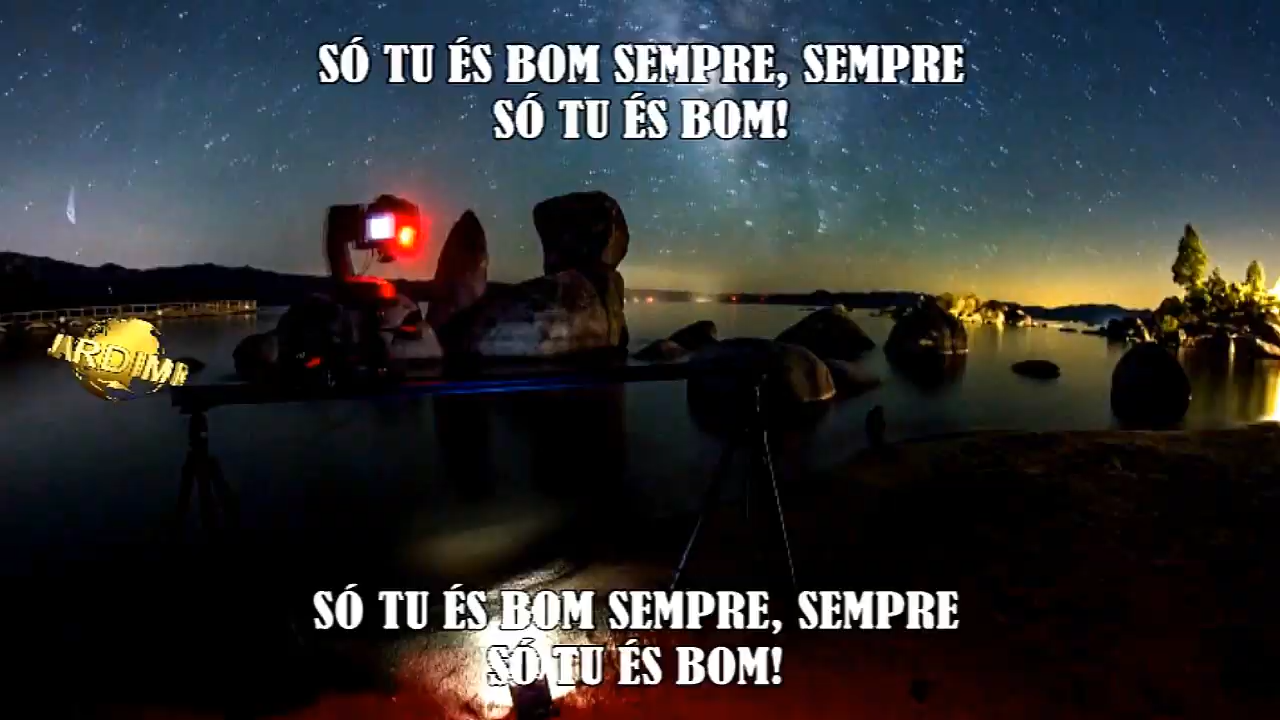 SÓ TU ÉS BOM SEMPRE, SEMPRE
SÓ TU ÉS BOM!
ARDIM
SÓ TU ÉS BOM SEMPRE, SEMPRE
SÓ TU ÉS BOM!